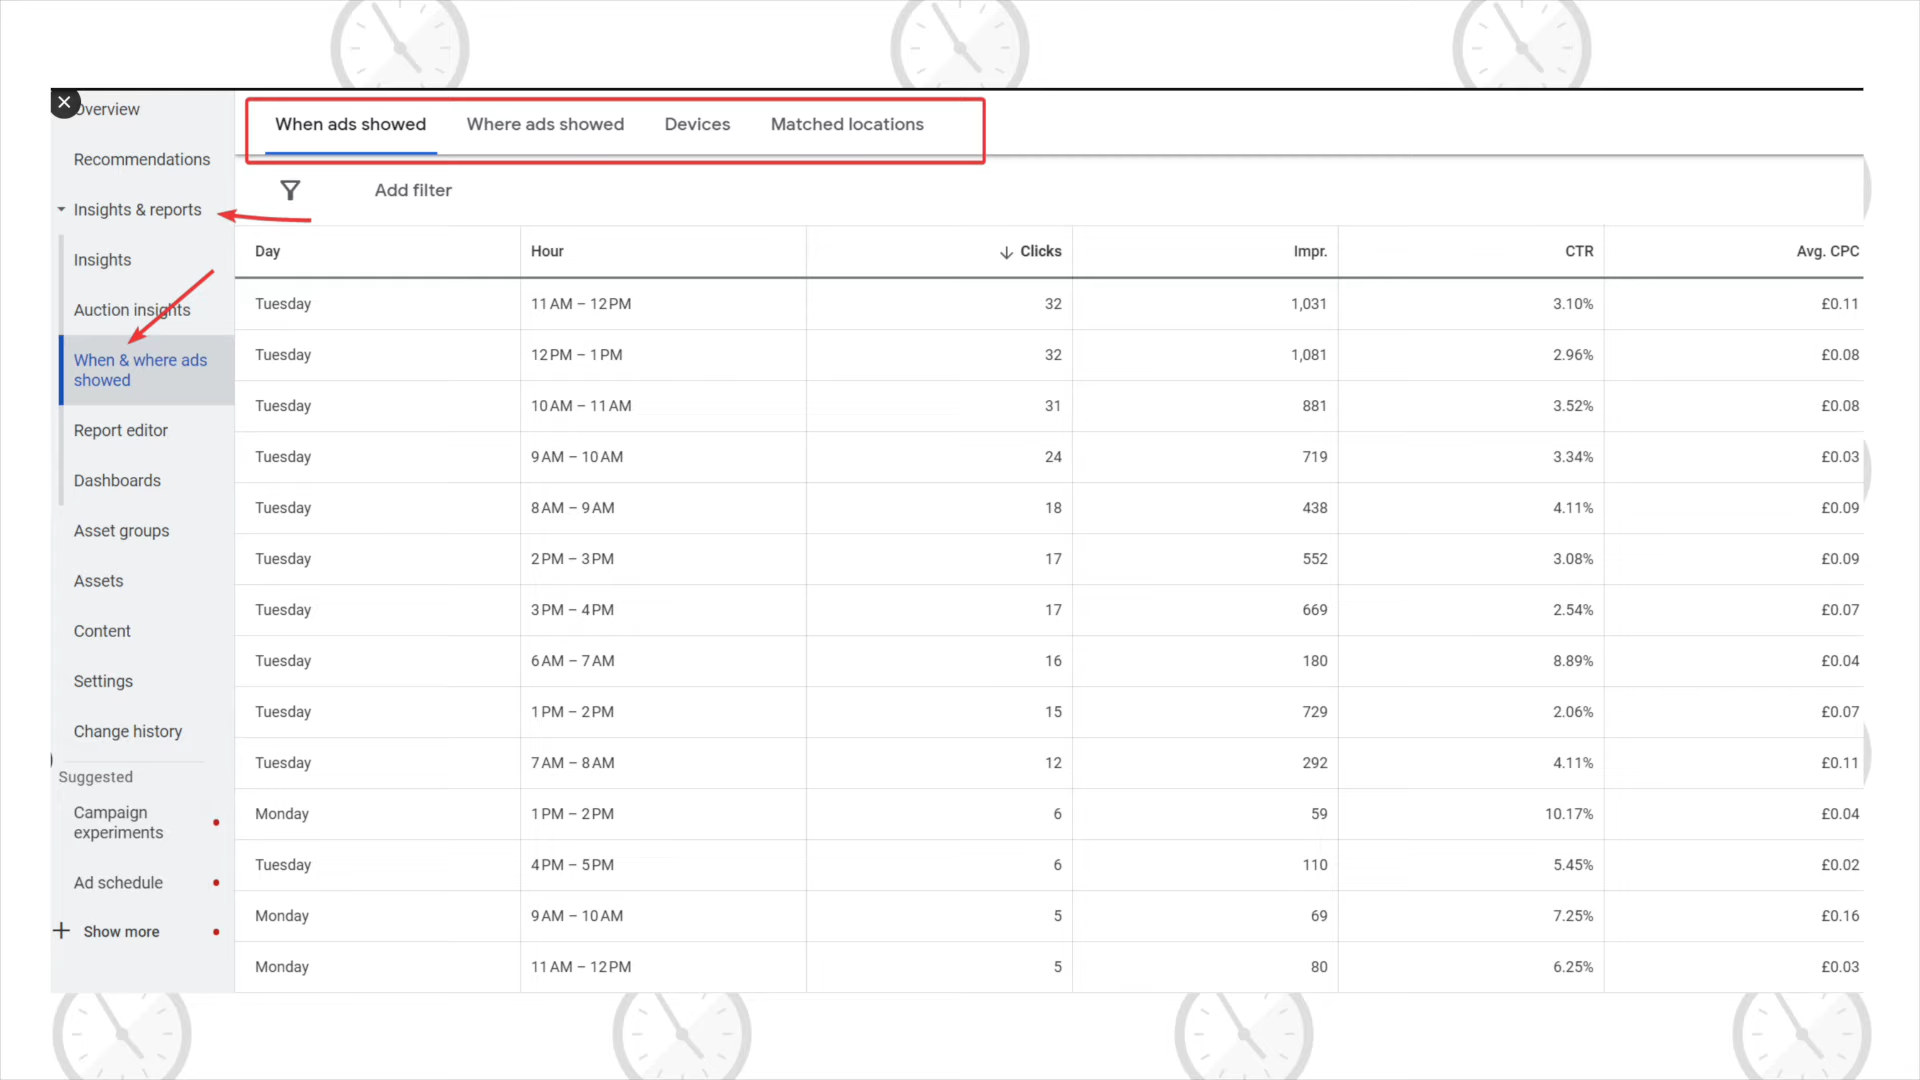 Overview
Recommendations
Insights & reports
Insights
Auction insights
When & where ads
showed
Report editor
Dashboards
Asset groups
Assets
Content
Settings
Change history
Suggested
Campaign
experiments
Ad schedule
Show more
When ads showed Where ads showed Devices Matched locations
Add filter
Day Hour Clicks Impr. CTR Avg. CPC
Tuesday 11 AM – 12 PM 32 1,031 3.10% £0.11
Tuesday 12 PM – 1 PM 32 1,081 2.96% £0.08
Tuesday 10 AM – 11 AM 31 881 3.52% £0.08
Tuesday 9 AM – 10 AM 24 719 3.34% £0.03
Tuesday 8 AM – 9 AM 18 438 4.11% £0.09
Tuesday 2 PM – 3 PM 17 552 3.08% £0.09
Tuesday 3 PM – 4 PM 17 669 2.54% £0.07
Tuesday 6 AM – 7 AM 16 180 8.89% £0.04
Tuesday 1 PM – 2 PM 15 729 2.06% £0.07
Tuesday 7 AM – 8 AM 12 292 4.11% £0.11
Monday 1 PM – 2 PM 6 59 10.17% £0.04
Tuesday 4 PM – 5 PM 6 110 5.45% £0.02
Monday 9 AM – 10 AM 5 69 7.25% £0.16
Monday 11 AM – 12 PM 5 80 6.25% £0.03